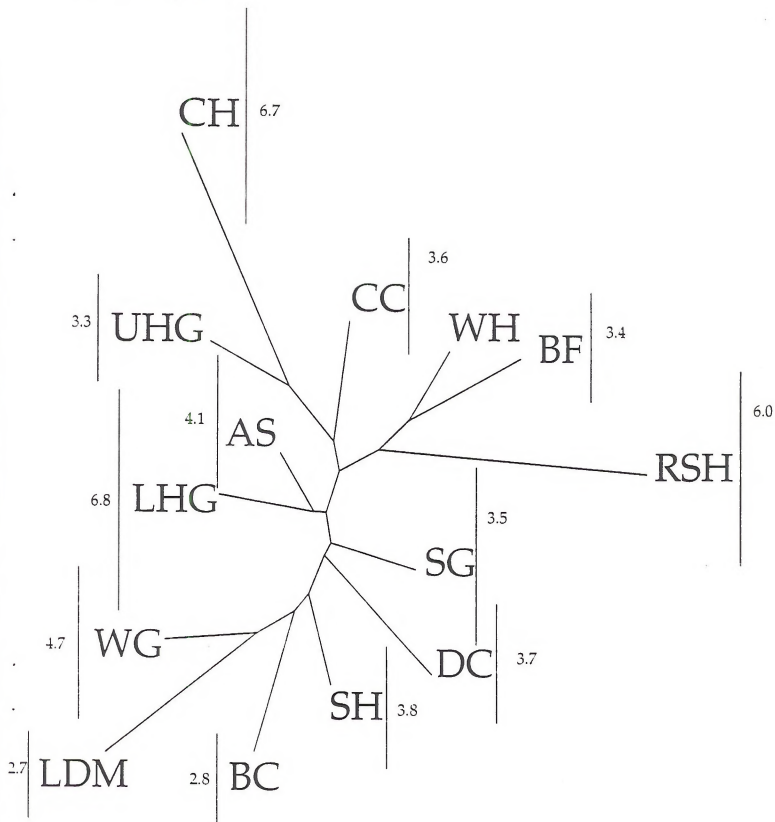 CH 6.7
3.6
CC
3.3 UHG
WH
BF 3.4
6.0
4.1
AS
RSH
6.8 LHG
3.5
SG
4.7 WG
DC 3.7
SH 3.8
2.7 LDM
2.8 BC